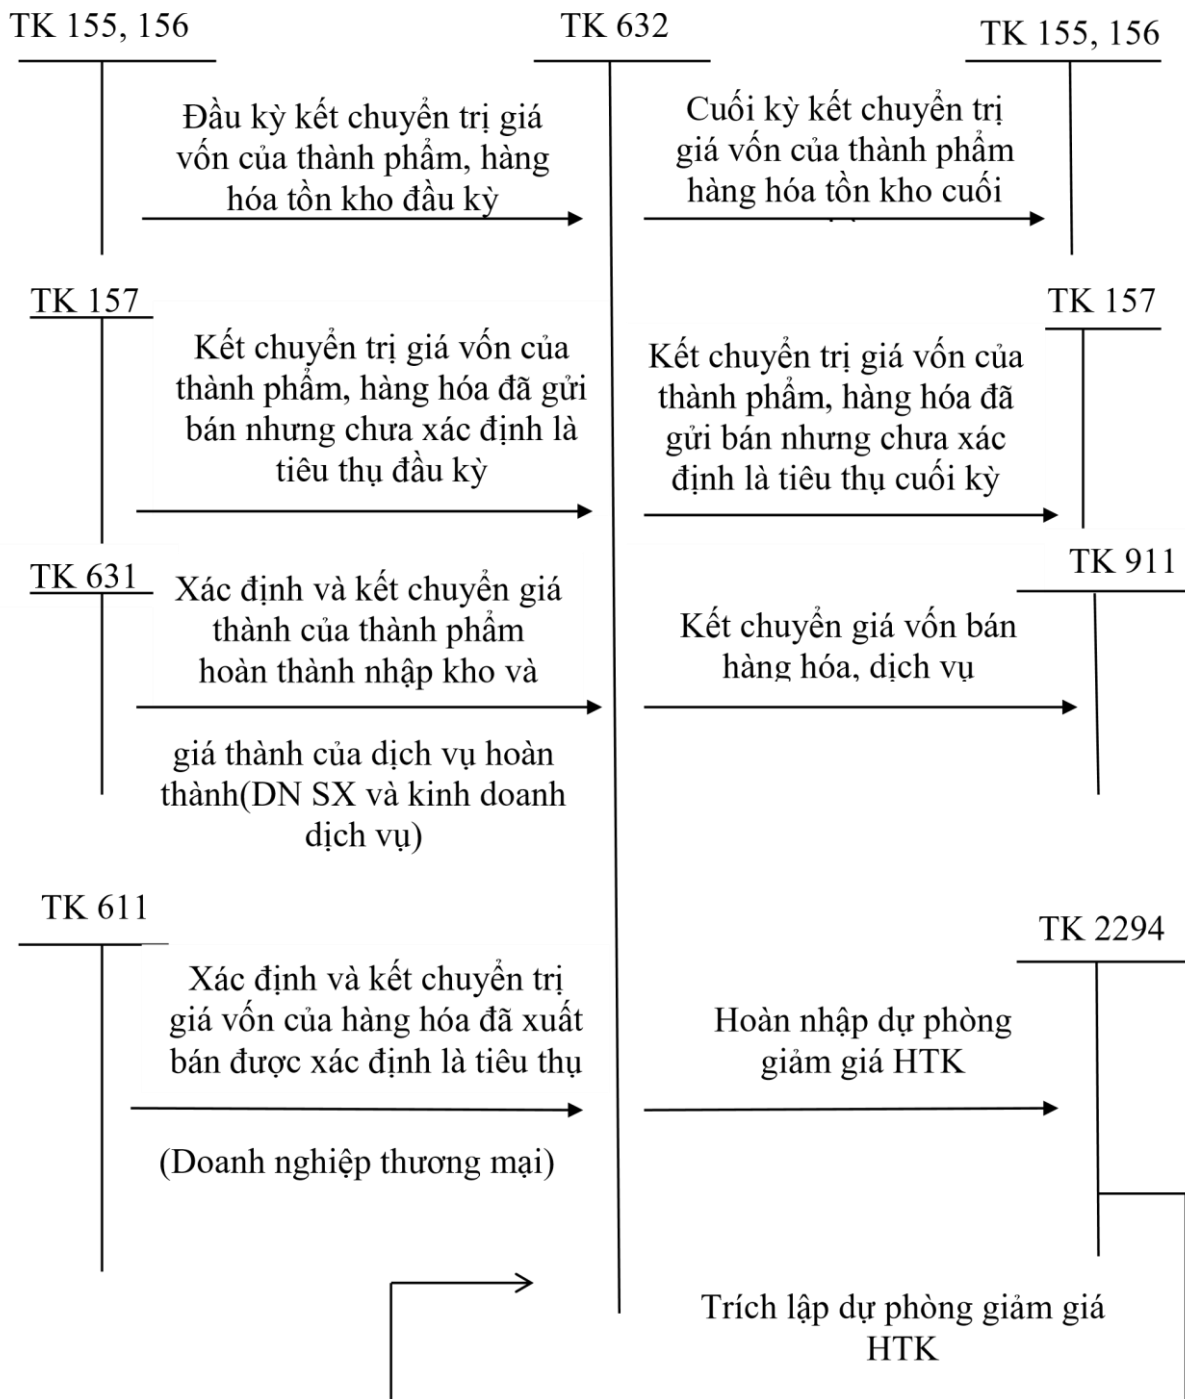 TK 155, 156
TK 632
TK 155, 156
Đầu kỳ kết chuyển trị giá
vốn của thành phẩm, hàng
hóa tồn kho đầu kỳ
Cuối kỳ kết chuyển trị
giá vốn của thành phẩm
hàng hóa tồn kho cuối
TK 157
TK 157
Kết chuyển trị giá vốn của
thành phẩm, hàng hóa đã gửi
bán nhưng chưa xác định là
tiêu thụ đầu kỳ
Kết chuyển trị giá vốn của
thành phẩm, hàng hóa đã
gửi bán nhưng chưa xác
định là tiêu thụ cuối kỳ
TK 631
TK 911
Xác định và kết chuyển giá
thành của thành phẩm
hoàn thành nhập kho và
giá thành của dịch vụ hoàn
thành(DN SX và kinh doanh
dịch vụ)
Kết chuyển giá vốn bán
hàng hóa, dịch vụ
TK 611
TK 2294
Xác định và kết chuyển trị
giá vốn của hàng hóa đã xuất
bán được xác định là tiêu thụ
(Doanh nghiệp thương mại)
Hoàn nhập dự phòng
giảm giá HTK
Trích lập dự phòng giảm giá
HTK